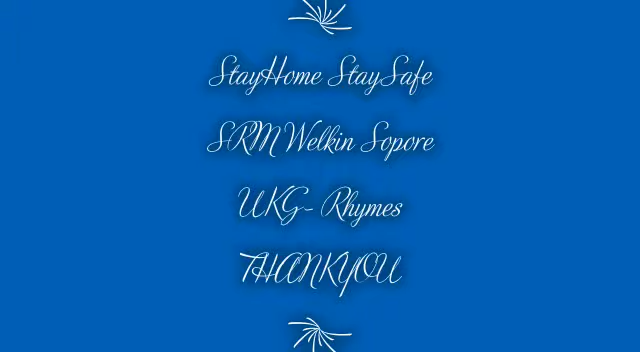 StayHome StaySafe
SRM Welkin Sopore
UKG- Rhymes
THANKYOU